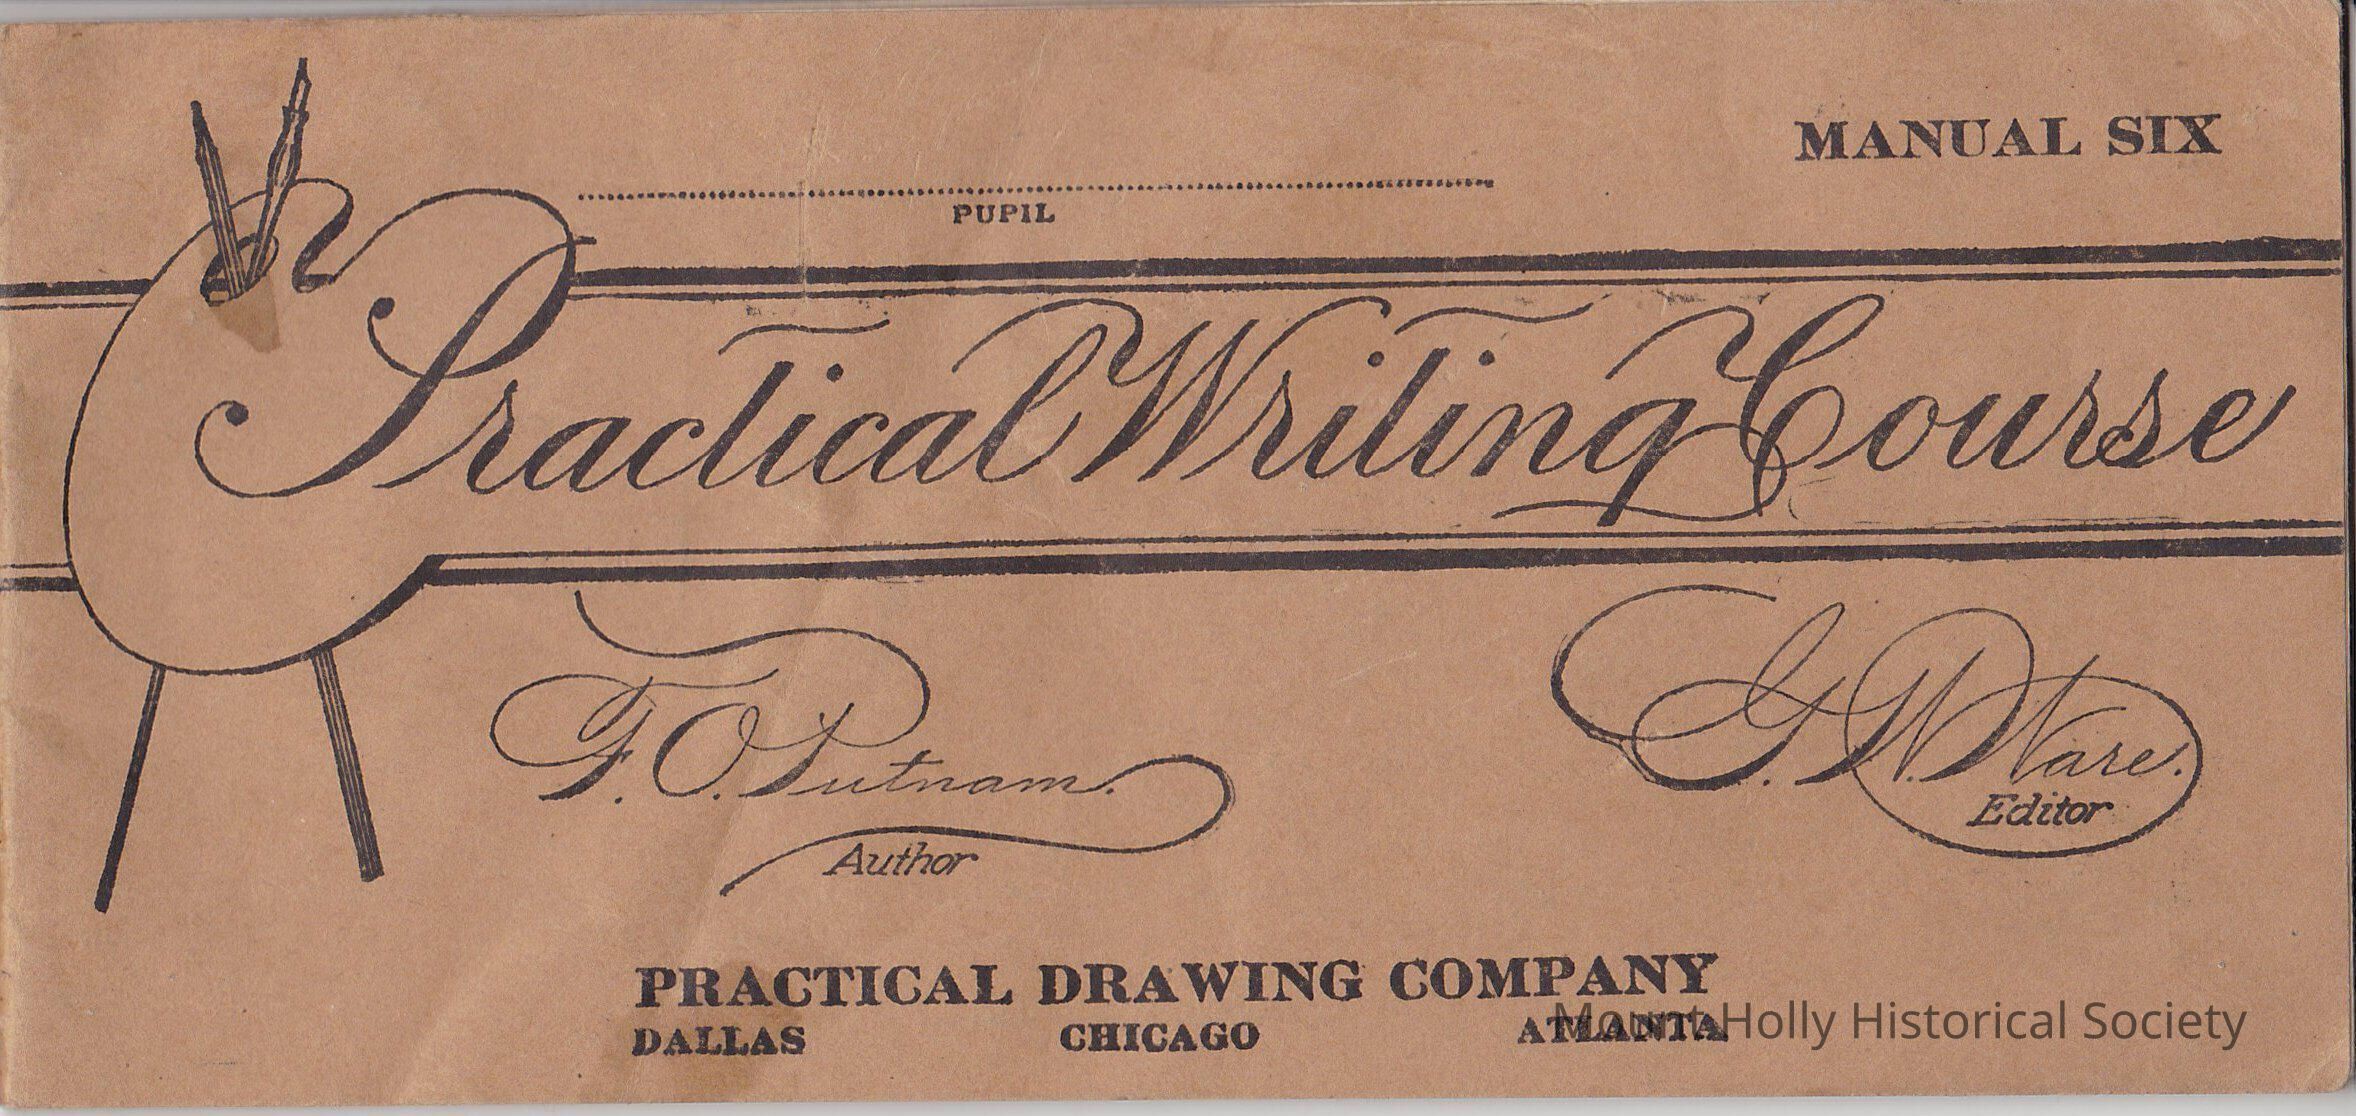 MANUAL SIX
PUPIL
Practical Writing Course
F. O. Putnam.
Author
G. W. Ware.
Editor
PRACTICAL DRAWING COMPANY
DALLAS CHICAGO ATLANTA
Mount Holly Historical Society